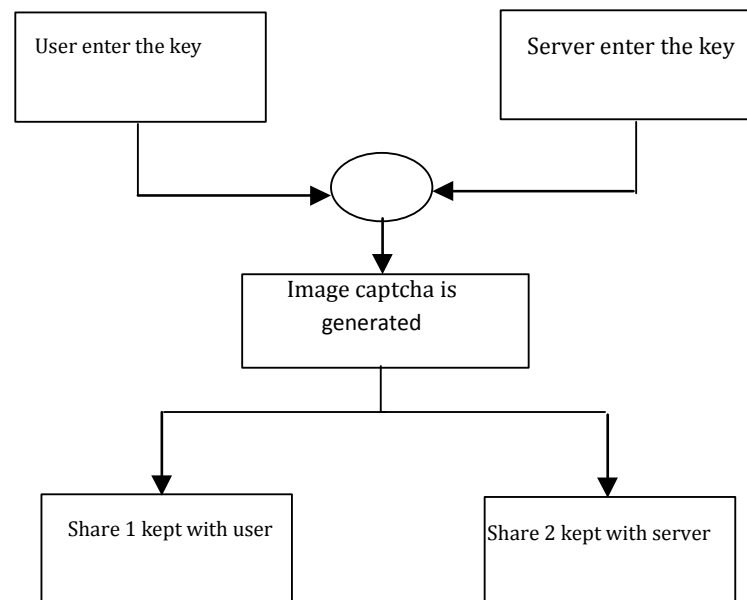 User enter the key
Server enter the key
Image captcha is
generated
Share 1 kept with user
Share 2 kept with server